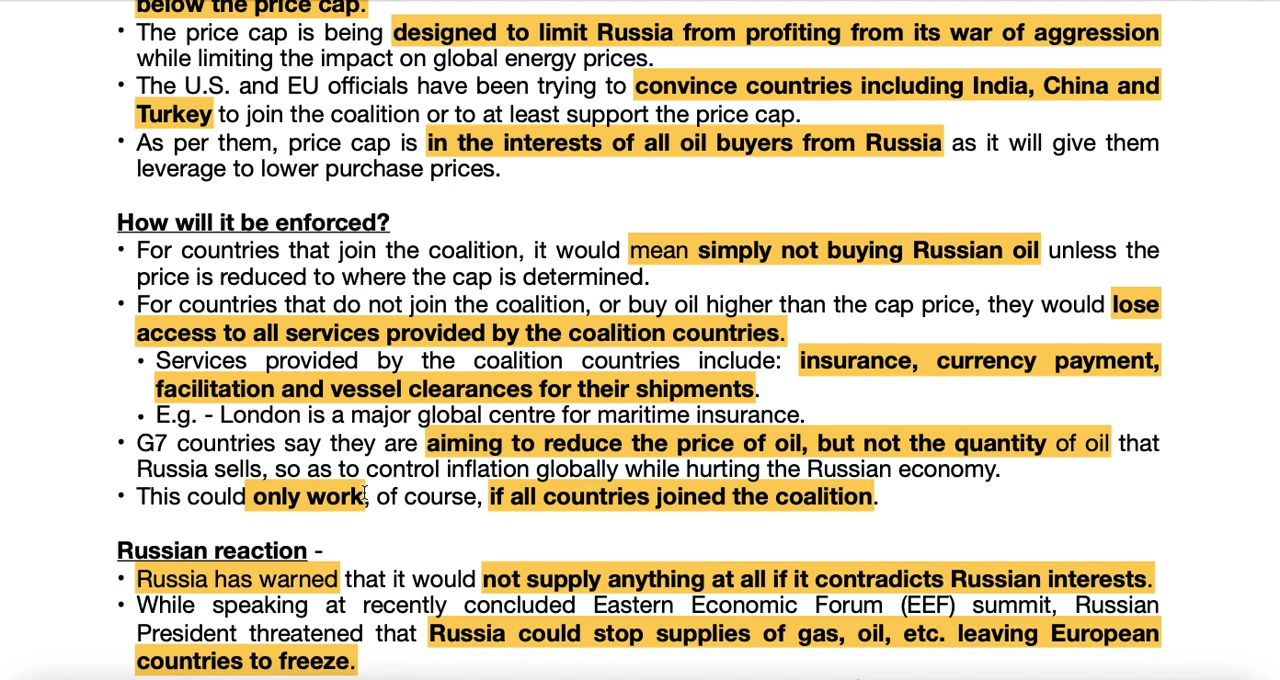 below the price cap.
• The price cap is being designed to limit Russia from profiting from its war of aggression
while limiting the impact on global energy prices.
• The U.S. and EU officials have been trying to convince countries including India, China and
Turkey to join the coalition or to at least support the price cap.
• As per them, price cap is in the interests of all oil buyers from Russia as it will give them
leverage to lower purchase prices.
How will it be enforced?
• For countries that join the coalition, it would mean simply not buying Russian oil unless the
price is reduced to where the cap is determined.
• For countries that do not join the coalition, or buy oil higher than the cap price, they would lose
access to all services provided by the coalition countries.
• Services provided by the coalition countries include: insurance, currency payment,
facilitation and vessel clearances for their shipments.
• E.g. - London is a major global centre for maritime insurance.
• G7 countries say they are aiming to reduce the price of oil, but not the quantity of oil that
Russia sells, so as to control inflation globally while hurting the Russian economy.
• This could only work, of course, if all countries joined the coalition.
Russian reaction -
• Russia has warned that it would not supply anything at all if it contradicts Russian interests.
• While speaking at recently concluded Eastern Economic Forum (EEF) summit, Russian
President threatened that Russia could stop supplies of gas, oil, etc. leaving European
countries to freeze.